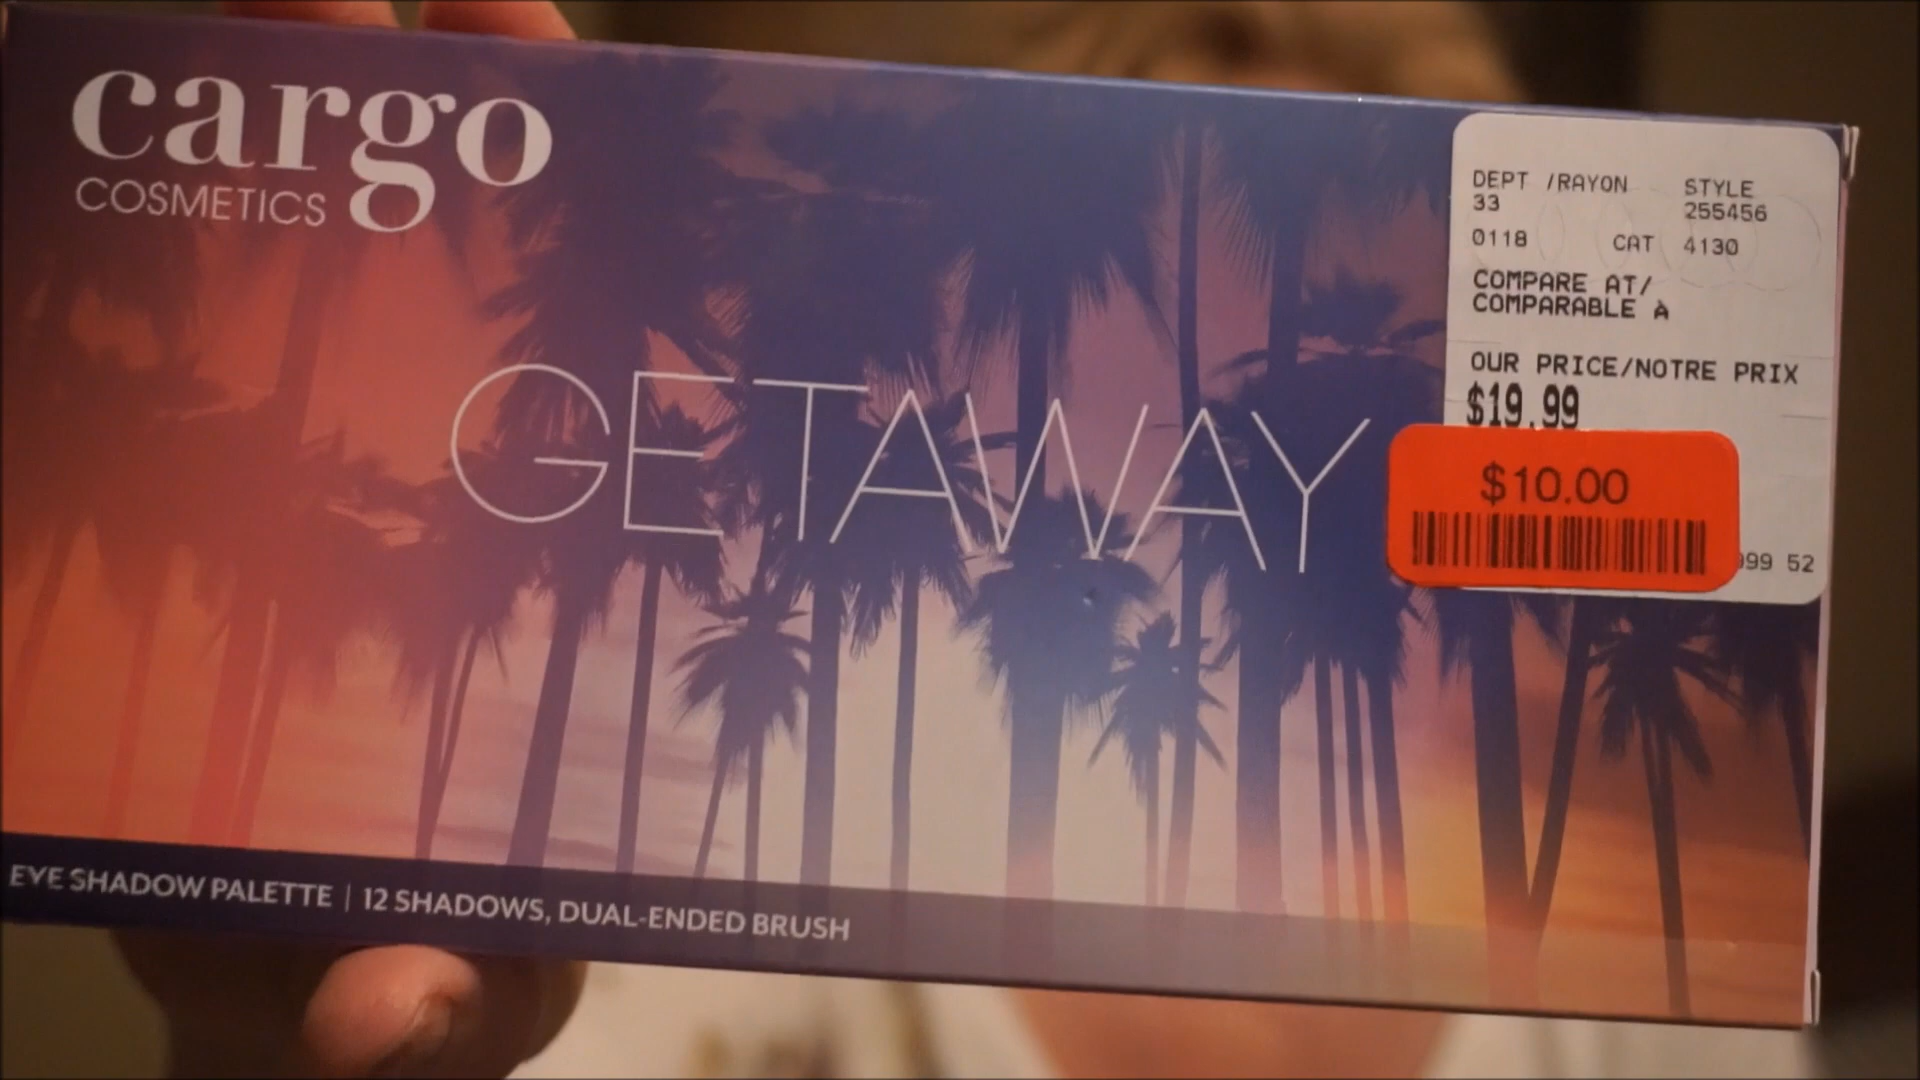 cargo
COSMETICS
GETAWAY
EYE SHADOW PALETTE | 12 SHADOWS, DUAL-ENDED BRUSH
DEPT /RAYON STYLE
33 255456
0118 CAT 4130
COMPARE AT/
COMPARABLE À
OUR PRICE/NOTRE PRIX
$19.99
$10.00
99 52